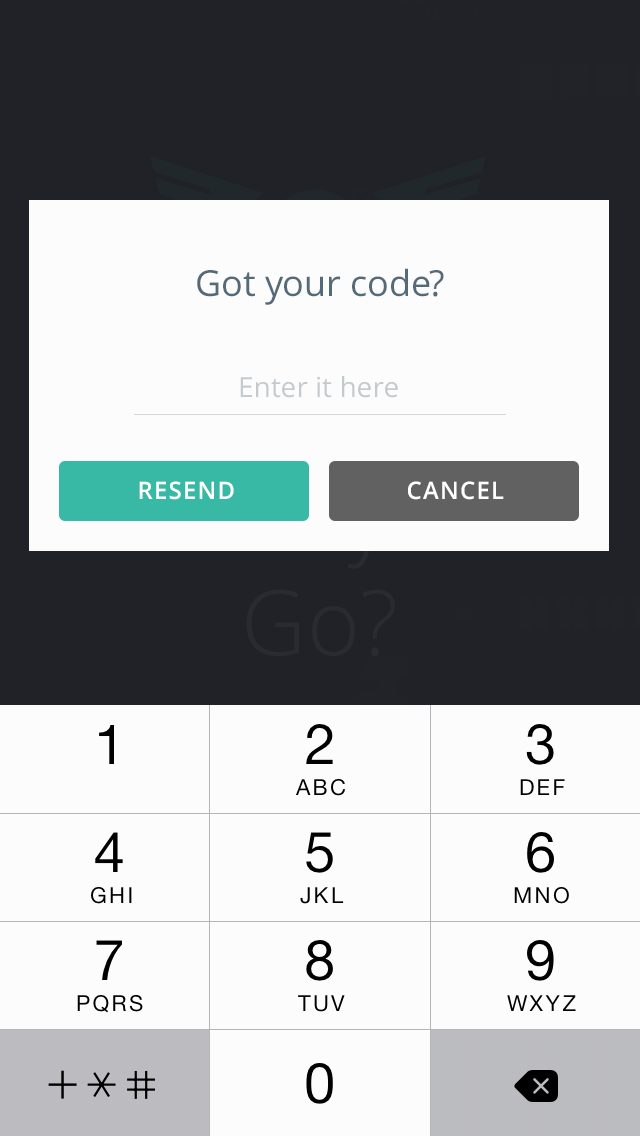 Got your code?
Enter it here
RESEND CANCEL
Go?
1 2 3
ABC DEF
4 5 6
GHI JKL MNO
7 8 9
PQRS TUV WXYZ
+ * # 0